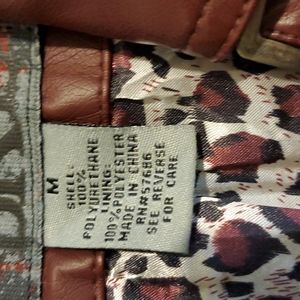 M
SHELL:
100%
POLYURETHANE
LINING:
100%POLYESTER
MADE IN CHINA
RN#57686
SEE REVERSE
FOR CARE